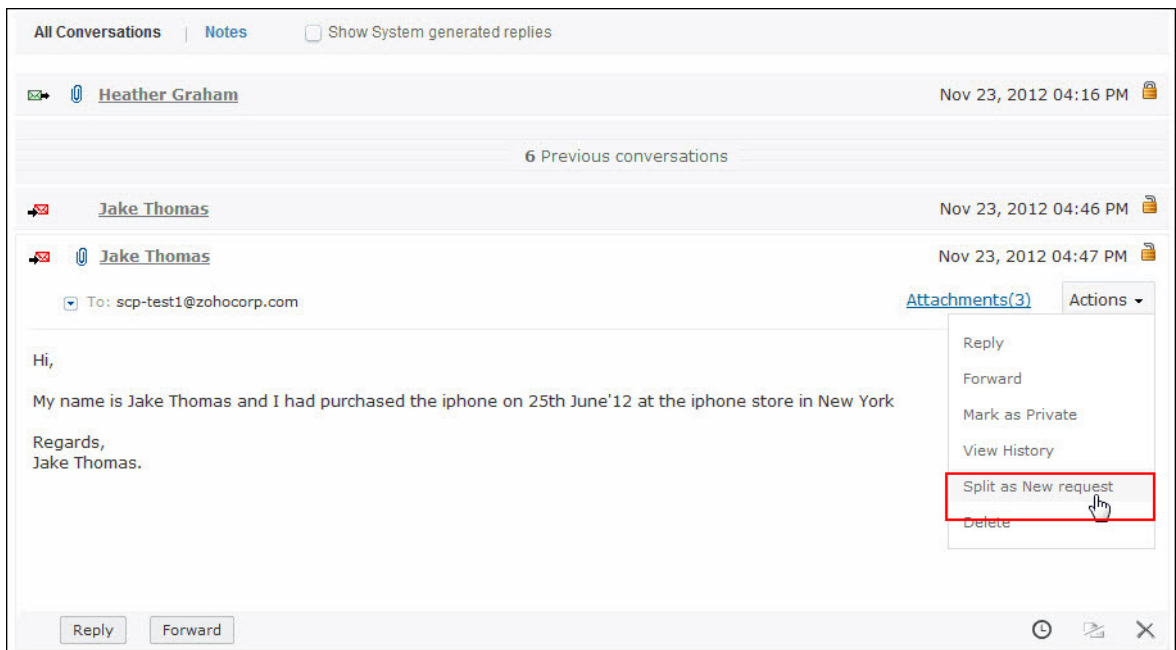 All Conversations | Notes Show System generated replies
Heather Graham Nov 23, 2012 04:16 PM
6 Previous conversations
Jake Thomas Nov 23, 2012 04:46 PM
Jake Thomas Nov 23, 2012 04:47 PM
To: scp-test1@zohocorp.com Attachments(3) Actions
Reply
Hi,
Forward
My name is Jake Thomas and I had purchased the iphone on 25th June'12 at the iphone store in New York
Mark as Private
Regards,
View History
Jake Thomas.
Split as New request
Delete
Reply Forward